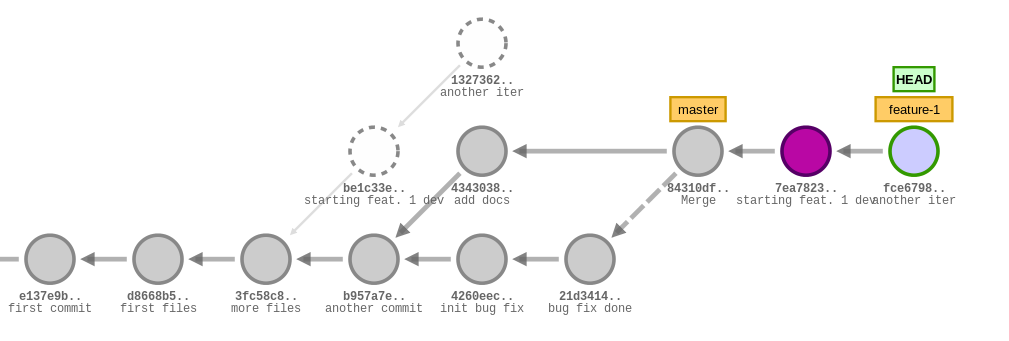 1327362..
another iter
HEAD
master
feature-1
be1c33e..
starting feat. 1 dev
4343038..
add docs
84310df..
Merge
7ea7823..
starting feat. 1 dev
fce6798..
another iter
e137e9b..
first commit
d8668b5..
first files
3fc58c8..
more files
b957a7e..
another commit
4260eec..
init bug fix
21d3414..
bug fix done